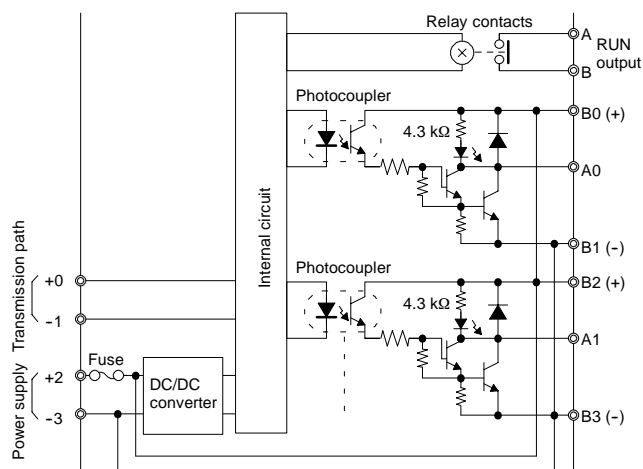 Relay contacts
A
RUN
output
B
Photocoupler
B0 (+)
4.3 kΩ
A0
B1 (-)
Internal circuit
Transmission path
+0
-1
Photocoupler
B2 (+)
4.3 kΩ
A1
Power supply
+2
Fuse
DC/DC
converter
-3
B3 (-)